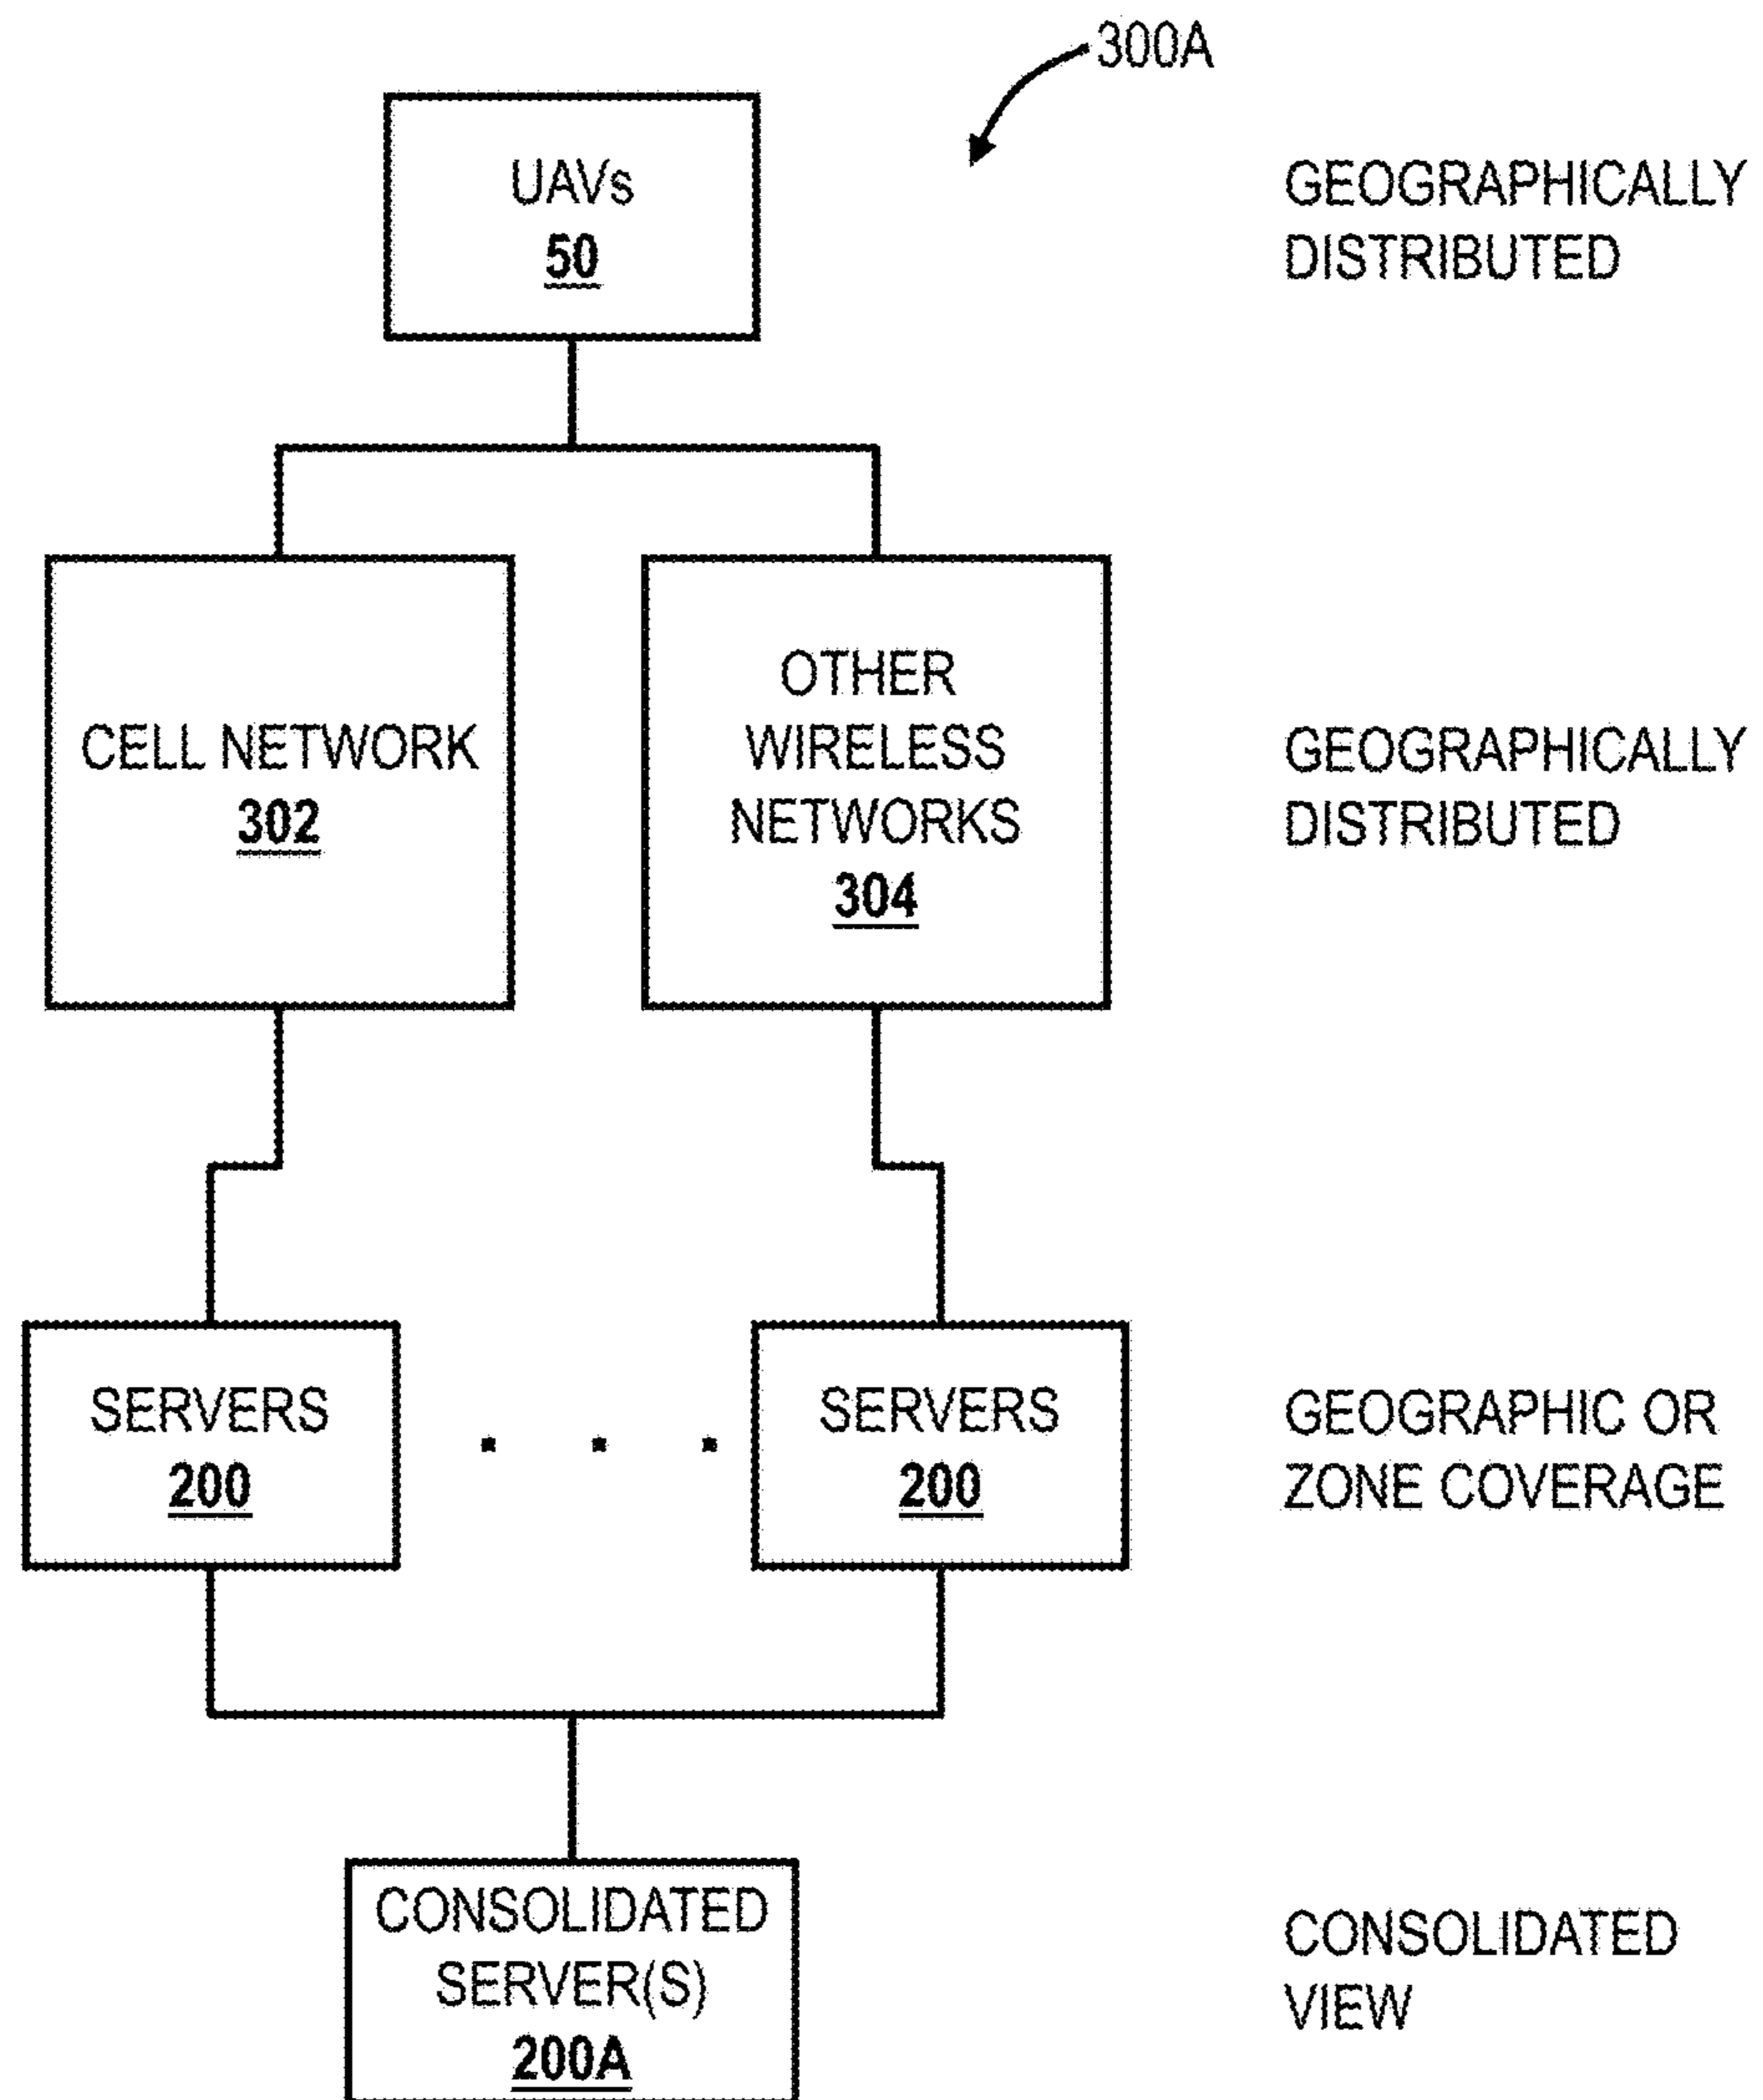 300A
UAVs
50
GEOGRAPHICALLY
DISTRIBUTED
CELL NETWORK
302
OTHER
WIRELESS
NETWORKS
304
GEOGRAPHICALLY
DISTRIBUTED
SERVERS
200
. . .
SERVERS
200
GEOGRAPHIC OR
ZONE COVERAGE
CONSOLIDATED
SERVER(S)
200A
CONSOLIDATED
VIEW